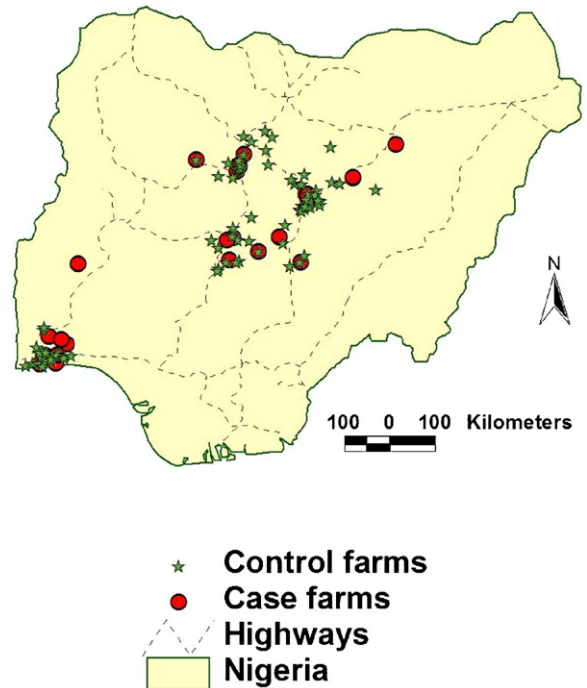 N
100 0 100 Kilometers
Control farms
Case farms
Highways
Nigeria